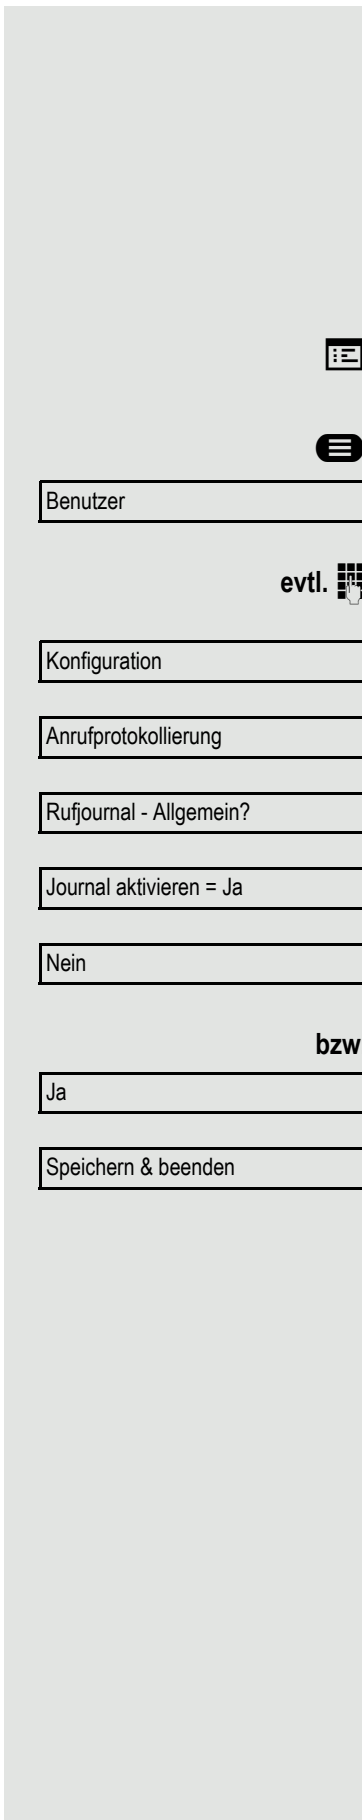 Benutzer
evtl.
Konfiguration
Anrufprotokollierung
Rufjournal - Allgemein?
Journal aktivieren = Ja
Nein
bzw
Ja
Speichern & beenden